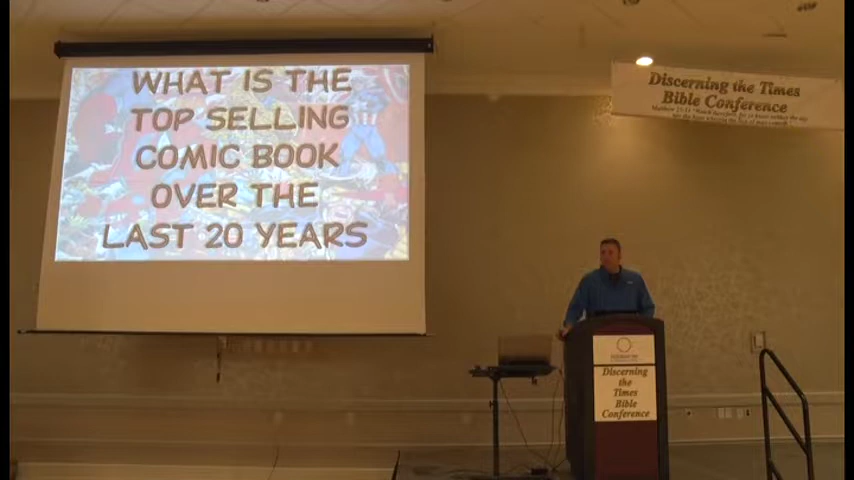 WHAT IS THE
TOP SELLING
COMIC BOOK
OVER THE
LAST 20 YEARS
Discerning the Times
Bible Conference
Discerning
the
Times
Bible
Conference